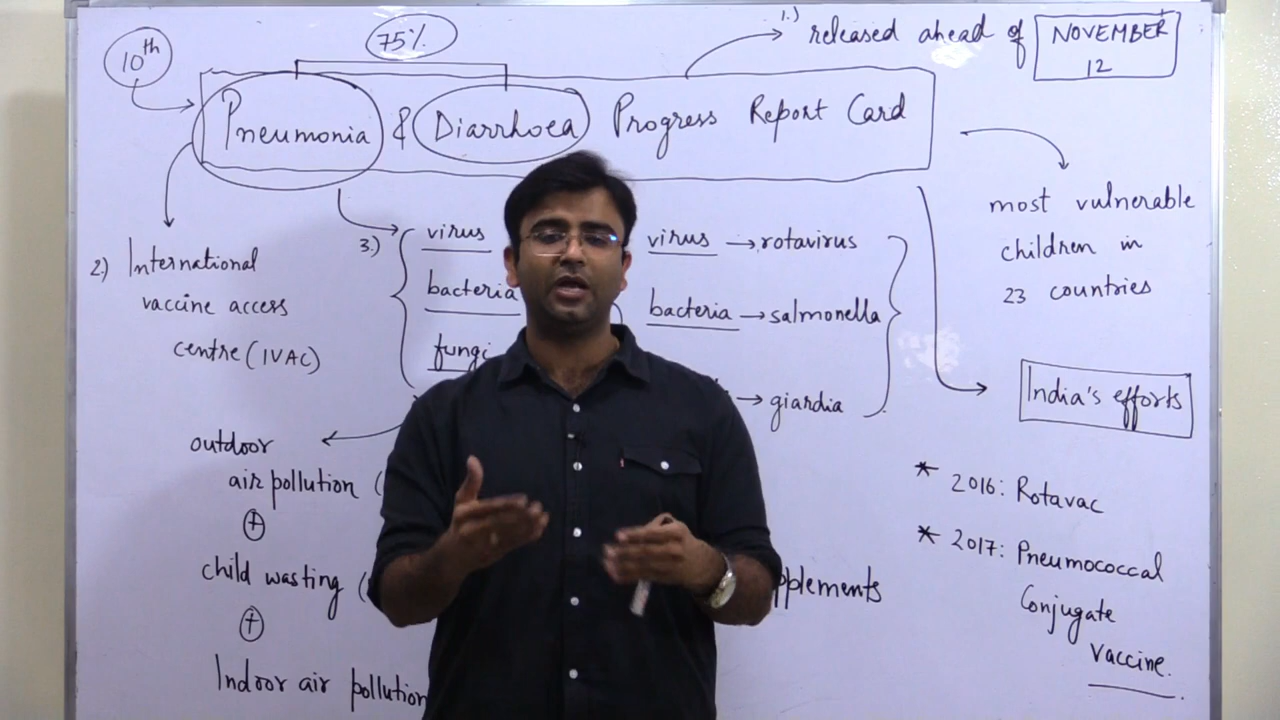 10th
75%
1.) released ahead of NOVEMBER
12
Pneumonia & Diarrhoea Progress Report Card
most vulnerable
children in
23 countries
2) International
vaccine access
centre (IVAC)
3.) virus
bacteria
fungi
virus → rotavirus
bacteria → salmonella
→ giardia
India's efforts
* 2016: Rotavac
* 2017: Pneumococcal
Conjugate
Vaccine.
outdoor
air pollution (
+
child wasting (
+
Indoor air pollution